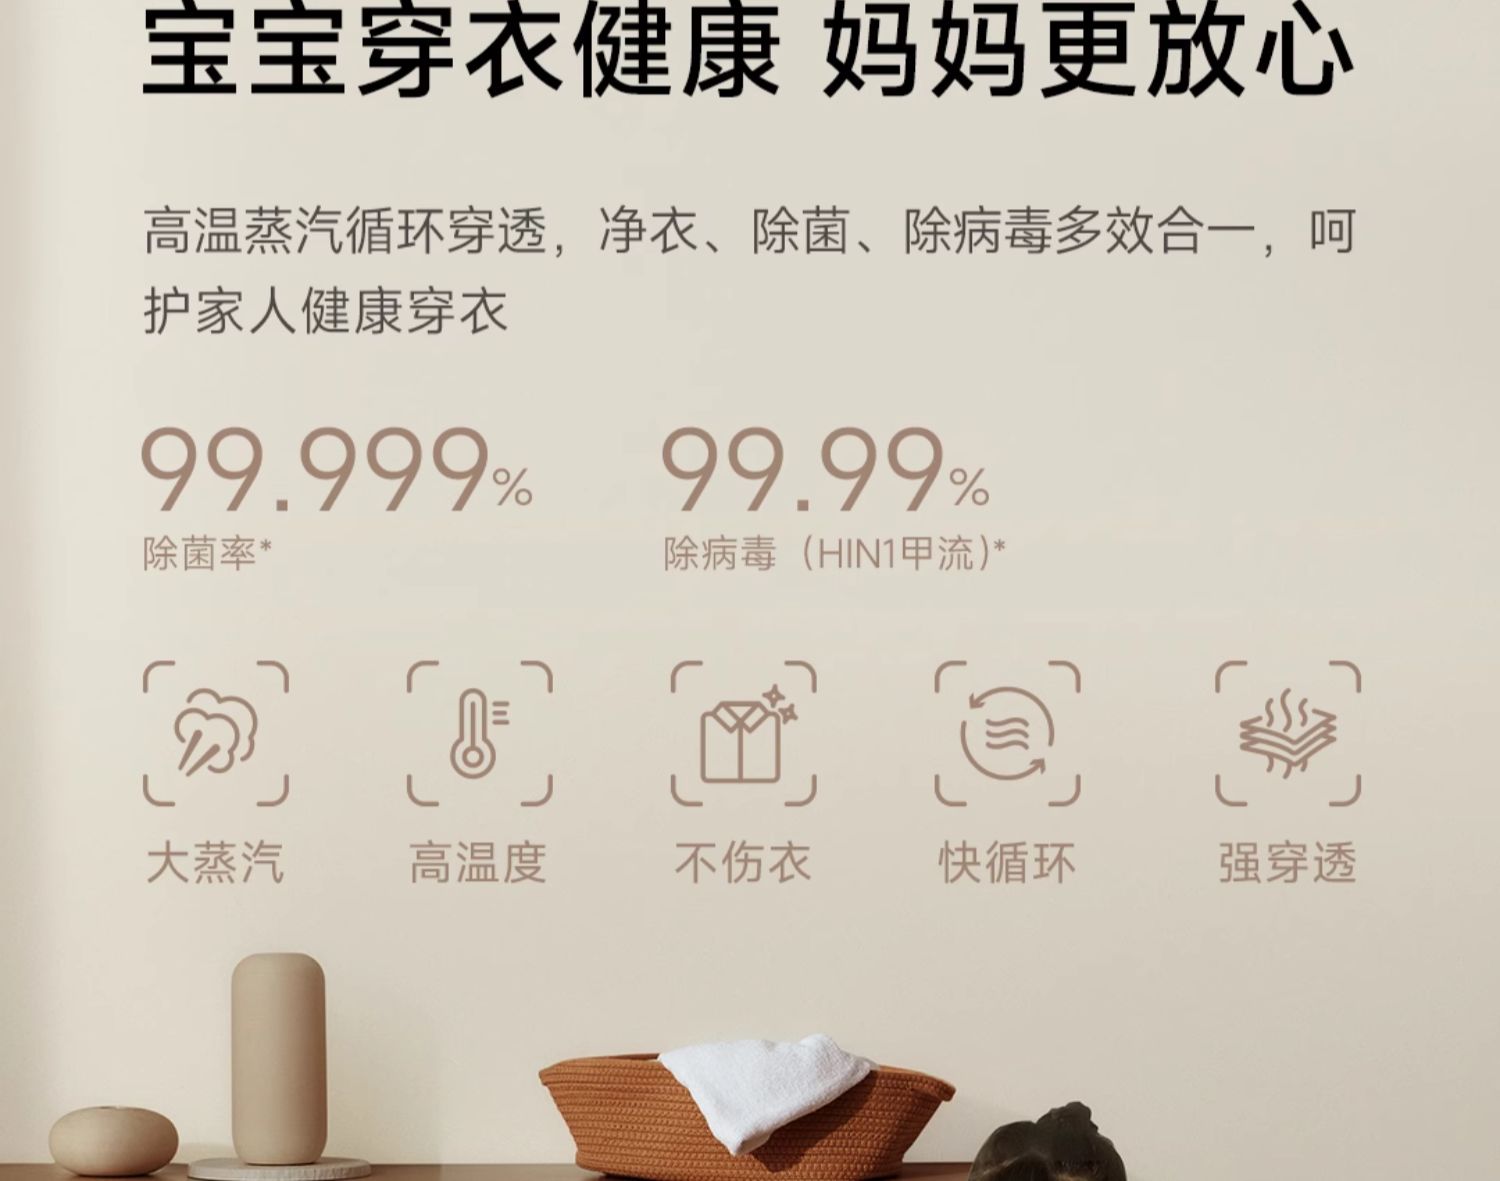 宝宝穿衣健康 妈妈更放心
高温蒸汽循环穿透，净衣、除菌、除病毒多效合一，呵
护家人健康穿衣
99.999% 99.99%
除菌率* 除病毒（HIN1甲流）*
大蒸汽 高温度 不伤衣 快循环 强穿透